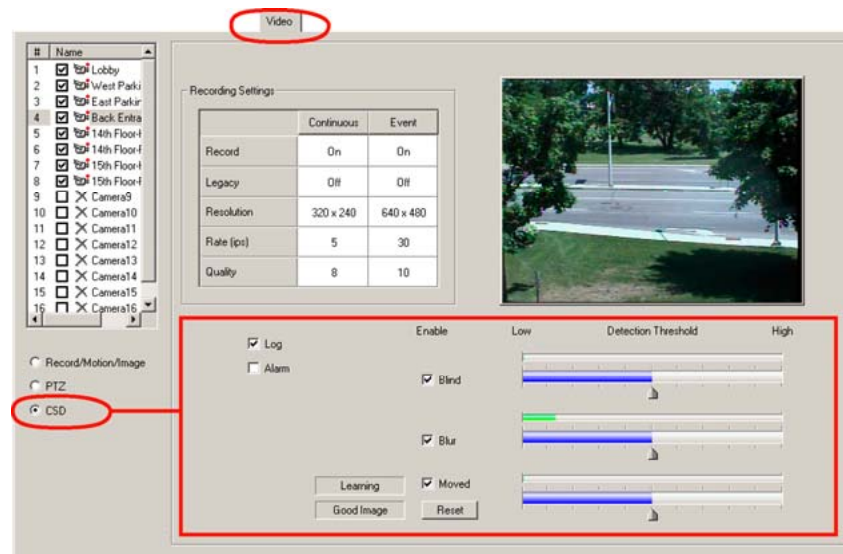 Video
# Name
1 Lobby
2 West Parki
3 East Parkir
4 Back Entra
5 14th Floor-H
6 14th Floor-F
7 15th Floor-H
8 15th Floor-F
9 Camera9
10 Camera10
11 Camera11
12 Camera12
13 Camera13
14 Camera14
15 Camera15
16 Camera16
Record/Motion/Image
PTZ
CSD
Recording Settings
Continuous Event
Record On On
Legacy Off Off
Resolution 320 x 240 640 x 480
Rate (ips) 5 30
Quality 8 10
Enable Low Detection Threshold High
Log
Alarm
Blind
Blur
Learning Moved
Good Image Reset